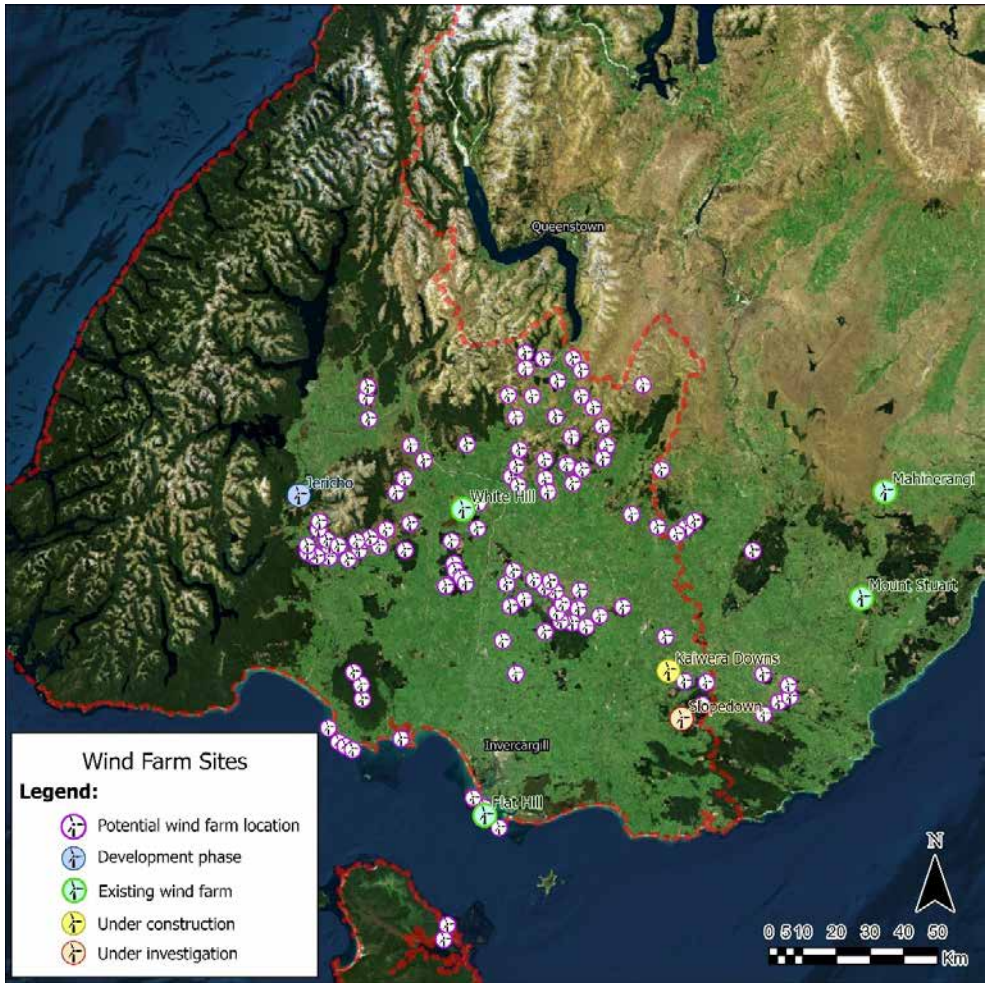 Queenstown
Jericho
White Hill
Mahinerangi
Mount Stuart
Kaiwera Downs
Slopedown
Invercargill
Flat Hill
Wind Farm Sites
Legend:
Potential wind farm location
Development phase
Existing wind farm
Under construction
Under investigation
N
0 5 10 20 30 40 50
Km